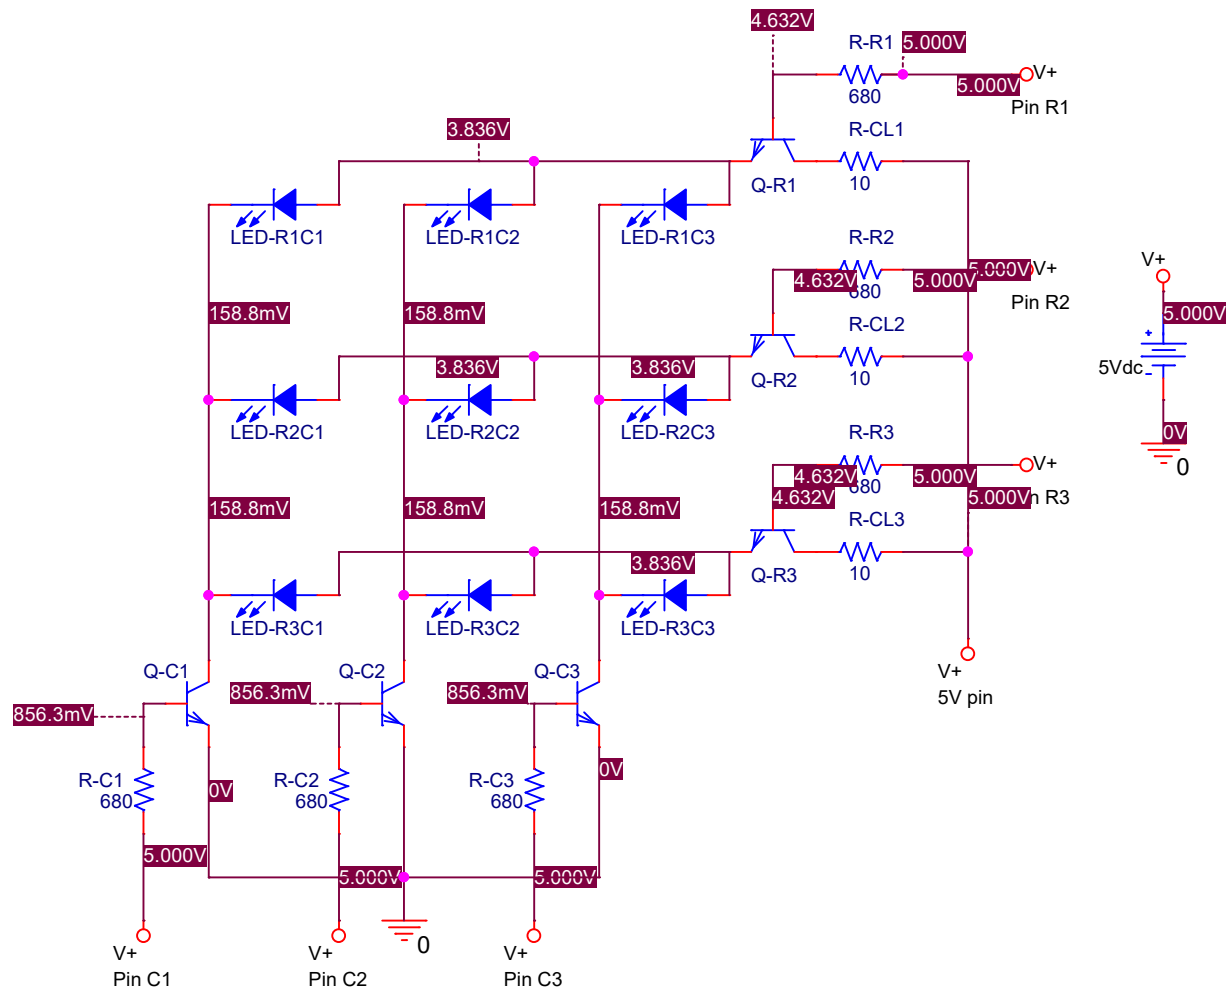 4.632V
R-R1
5.000V
V+
5.000V
680
Pin R1
3.836V
R-CL1
Q-R1
10
LED-R1C1
LED-R1C2
LED-R1C3
R-R2
V+
5.000V
V+
4.632V
680
5.000V
Pin R2
158.8mV
158.8mV
5.000V
R-CL2
+
3.836V
3.836V
Q-R2
10
5Vdc
-
LED-R2C1
LED-R2C2
LED-R2C3
R-R3
0V
V+
0
4.632V
680
5.000V
4.632V
5.000V
n R3
158.8mV
158.8mV
158.8mV
R-CL3
3.836V
Q-R3
10
LED-R3C1
LED-R3C2
LED-R3C3
Q-C1
Q-C2
Q-C3
V+
5V pin
856.3mV
856.3mV
856.3mV
R-C1
680
0V
R-C2
680
R-C3
680
0V
5.000V
5.000V
5.000V
0
V+
Pin C1
V+
Pin C2
V+
Pin C3